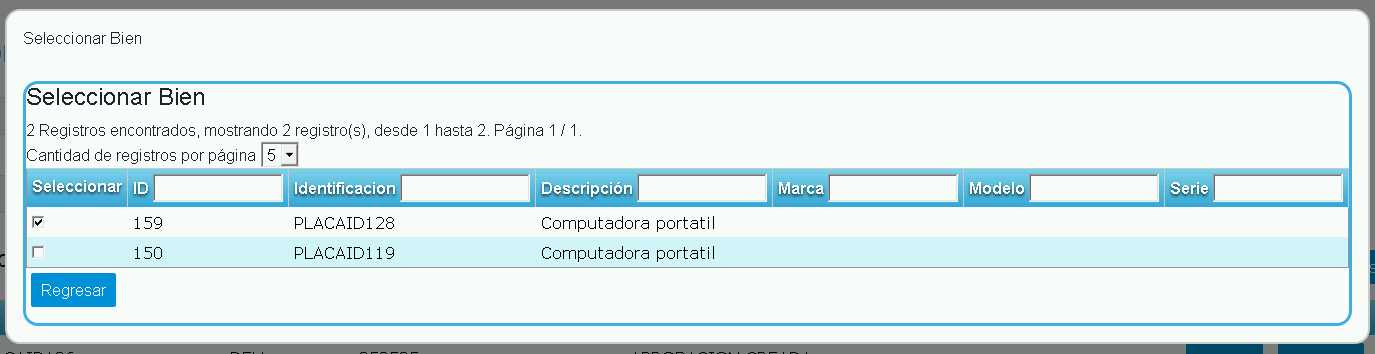 Seleccionar Bien
Seleccionar Bien
2 Registros encontrados, mostrando 2 registro(s), desde 1 hasta 2. Página 1 / 1.
Cantidad de registros por página 5
Seleccionar ID Identificacion Descripción Marca Modelo Serie
159 PLACAID128 Computadora portatil
150 PLACAID119 Computadora portatil
Regresar